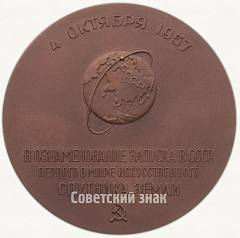 4 ОКТЯБРЯ 1957
СССР
В ОЗНАМЕНОВАНИЕ ЗАПУСКА В СССР
ПЕРВОГО В МИРЕ ИСКУССТВЕННОГО
СПУТНИКА ЗЕМЛИ
Советский знак